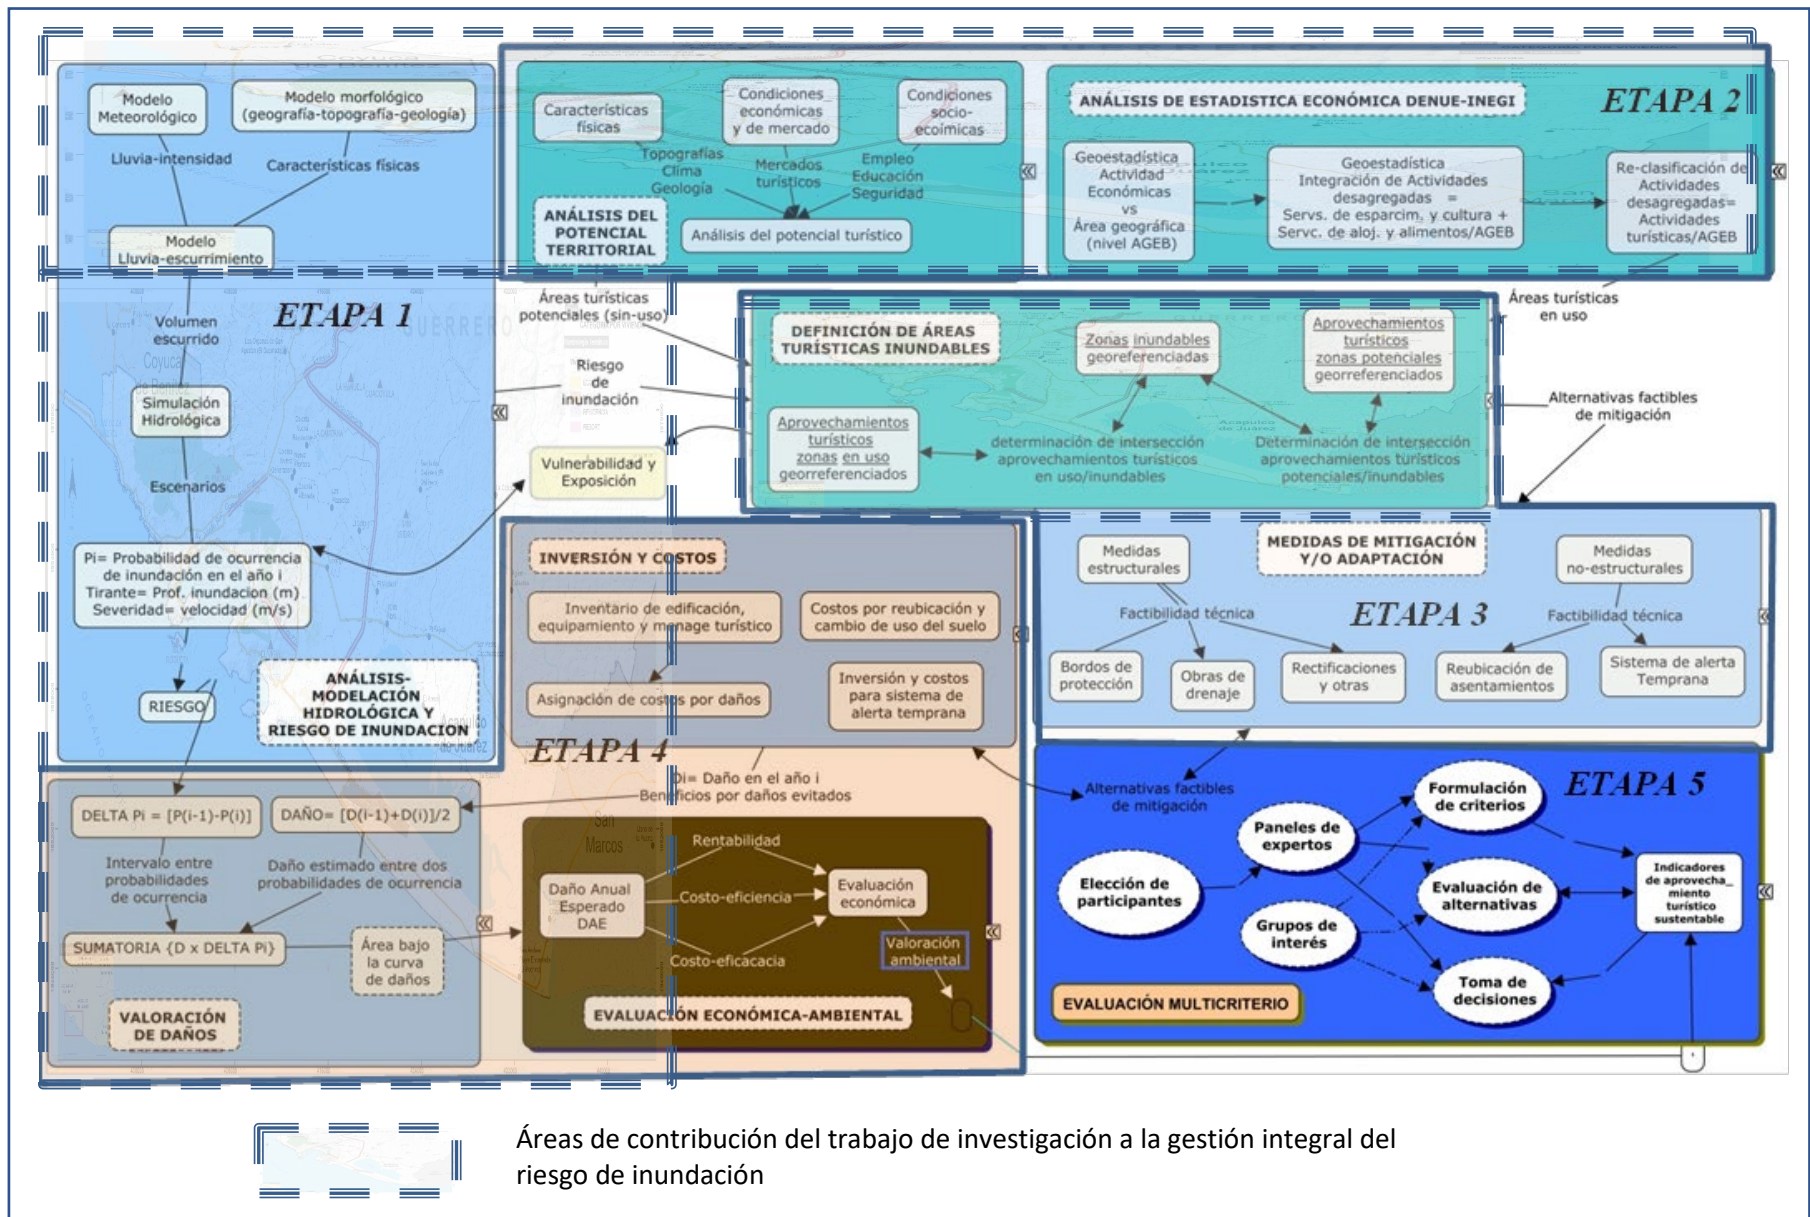 Modelo
Meteorológico
Modelo morfológico
(geografía-topografía-geología)
Lluvia-intensidad
Características físicas
Modelo
Lluvia-escurrimiento
ETAPA 1
Volumen
escurrido
Simulación
Hidrológica
Escenarios
Pi= Probabilidad de ocurrencia
de inundación en el año i
Tirante= Prof. inundacion (m)
Severidad= velocidad (m/s)
RIESGO
ANÁLISIS-
MODELACIÓN
HIDROLÓGICA Y
RIESGO DE INUNDACION
Características
físicas
Condiciones
económicas
y de mercado
Condiciones
socio-
ecoímicas
Topografías
Clima
Geología
Mercados
turísticos
Empleo
Educación
Seguridad
ANÁLISIS DEL
POTENCIAL
TERRITORIAL
Análisis del potencial turístico
ANÁLISIS DE ESTADISTICA ECONÓMICA DENUE-INEGI
ETAPA 2
Geoestadística
Actividad
Económicas
vs
Área geográfica
(nivel AGEB)
Geoestadística
Integración de Actividades
desagregadas =
Servs. de esparcim. y cultura +
Servc. de aloj. y alimentos/AGEB
Re-clasificación de
Actividades
desagregadas=
Actividades
turísticas/AGEB
Áreas turísticas
potenciales (sin-uso)
Áreas turísticas
en uso
Riesgo
de
inundación
DEFINICIÓN DE ÁREAS
TURÍSTICAS INUNDABLES
Zonas inundables
georeferenciadas
Aprovechamientos
turísticos
zonas potenciales
georreferenciados
Aprovechamientos
turísticos
zonas en uso
georreferenciados
determinación de intersección
aprovechamientos turísticos
en uso/inundables
Determinación de intersección
aprovechamientos turísticos
potenciales/inundables
Alternativas factibles
de mitigación
Vulnerabilidad y
Exposición
INVERSIÓN Y COSTOS
Inventario de edificación,
equipamiento y manage turístico
Costos por reubicación y
cambio de uso del suelo
Asignación de costos por daños
Inversión y costos
para sistema de
alerta temprana
ETAPA 4
Di= Daño en el año i
Beneficios por daños evitados
MEDIDAS DE MITIGACIÓN
Y/O ADAPTACIÓN
Medidas
estructurales
Medidas
no-estructurales
ETAPA 3
Factibilidad técnica
Factibilidad técnica
Bordos de
protección
Obras de
drenaje
Rectificaciones
y otras
Reubicación de
asentamientos
Sistema de alerta
Temprana
DELTA Pi = [P(i-1)-P(i)]
DAÑO= [D(i-1)+D(i)]/2
Intervalo entre
probabilidades
de ocurrencia
Daño estimado entre dos
probabilidades de ocurrencia
SUMATORIA {D x DELTA Pi}
Área bajo
la curva
de daños
VALORACIÓN
DE DAÑOS
San
Marcos
Rentabilidad
Daño Anual
Esperado
DAE
Costo-eficiencia
Costo-eficacacia
Evaluación
económica
Valoración
ambiental
EVALUACIÓN ECONÓMICA-AMBIENTAL
Alternativas factibles
de mitigación
ETAPA 5
Formulación
de criterios
Paneles de
expertos
Elección de
participantes
Evaluación de
alternativas
Grupos de
interés
Toma de
decisiones
Indicadores
de aprovecha_
miento
turístico
sustentable
EVALUACIÓN MULTICRITERIO
Áreas de contribución del trabajo de investigación a la gestión integral del
riesgo de inundación